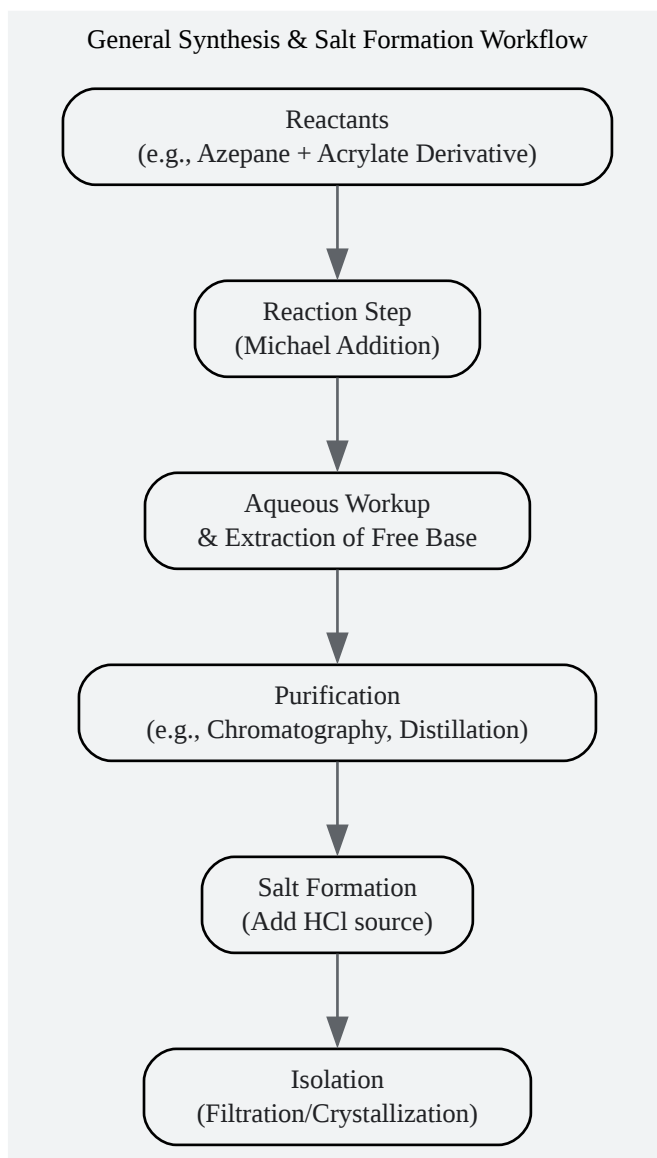 General Synthesis & Salt Formation Workflow
Reactants
(e.g., Azepane + Acrylate Derivative)
Reaction Step
(Michael Addition)
Aqueous Workup
& Extraction of Free Base
Purification
(e.g., Chromatography, Distillation)
Salt Formation
(Add HCl source)
Isolation
(Filtration/Crystallization)